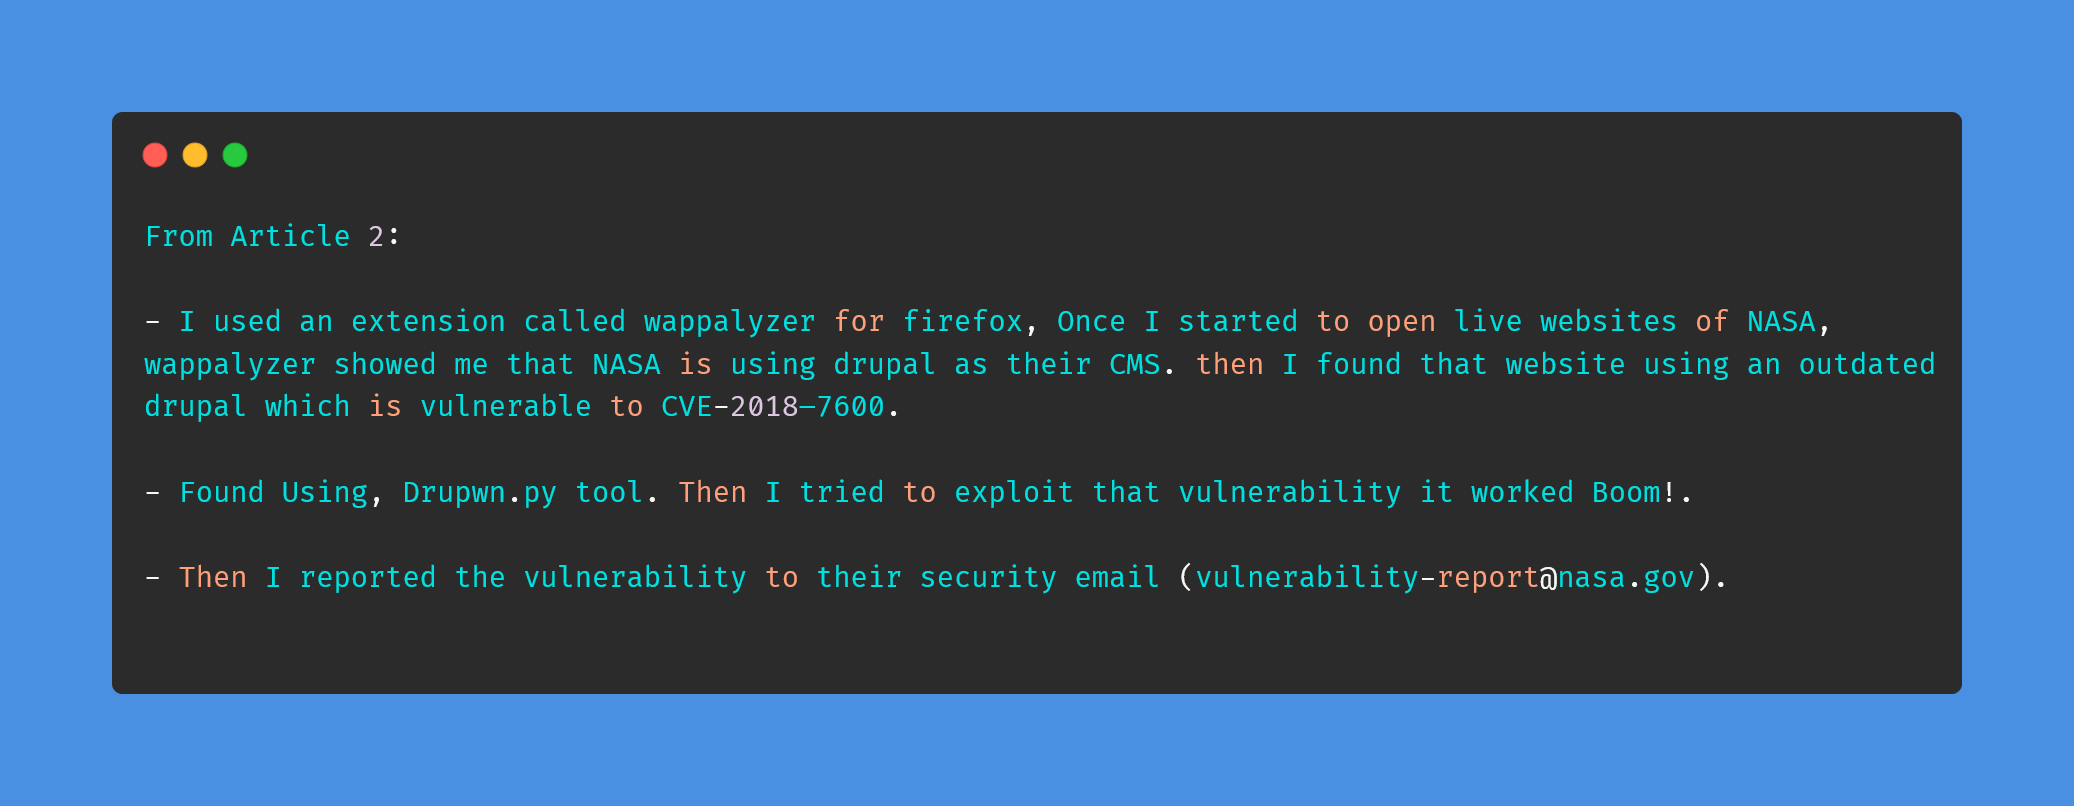 From Article 2:
- I used an extension called wappalyzer for firefox, Once I started to open live websites of NASA,
wappalyzer showed me that NASA is using drupal as their CMS. then I found that website using an outdated
drupal which is vulnerable to CVE-2018–7600.
- Found Using, Drupwn.py tool. Then I tried to exploit that vulnerability it worked Boom!.
- Then I reported the vulnerability to their security email (vulnerability-report@nasa.gov).